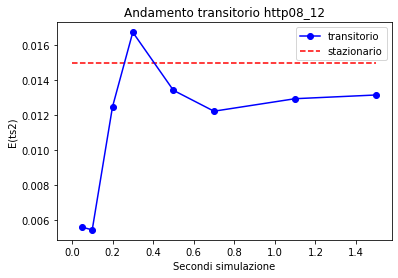 Andamento transitorio http08_12
transitorio
stazionario
E(ts2)
0.016
0.014
0.012
0.010
0.008
0.006
0.0 0.2 0.4 0.6 0.8 1.0 1.2 1.4
Secondi simulazione